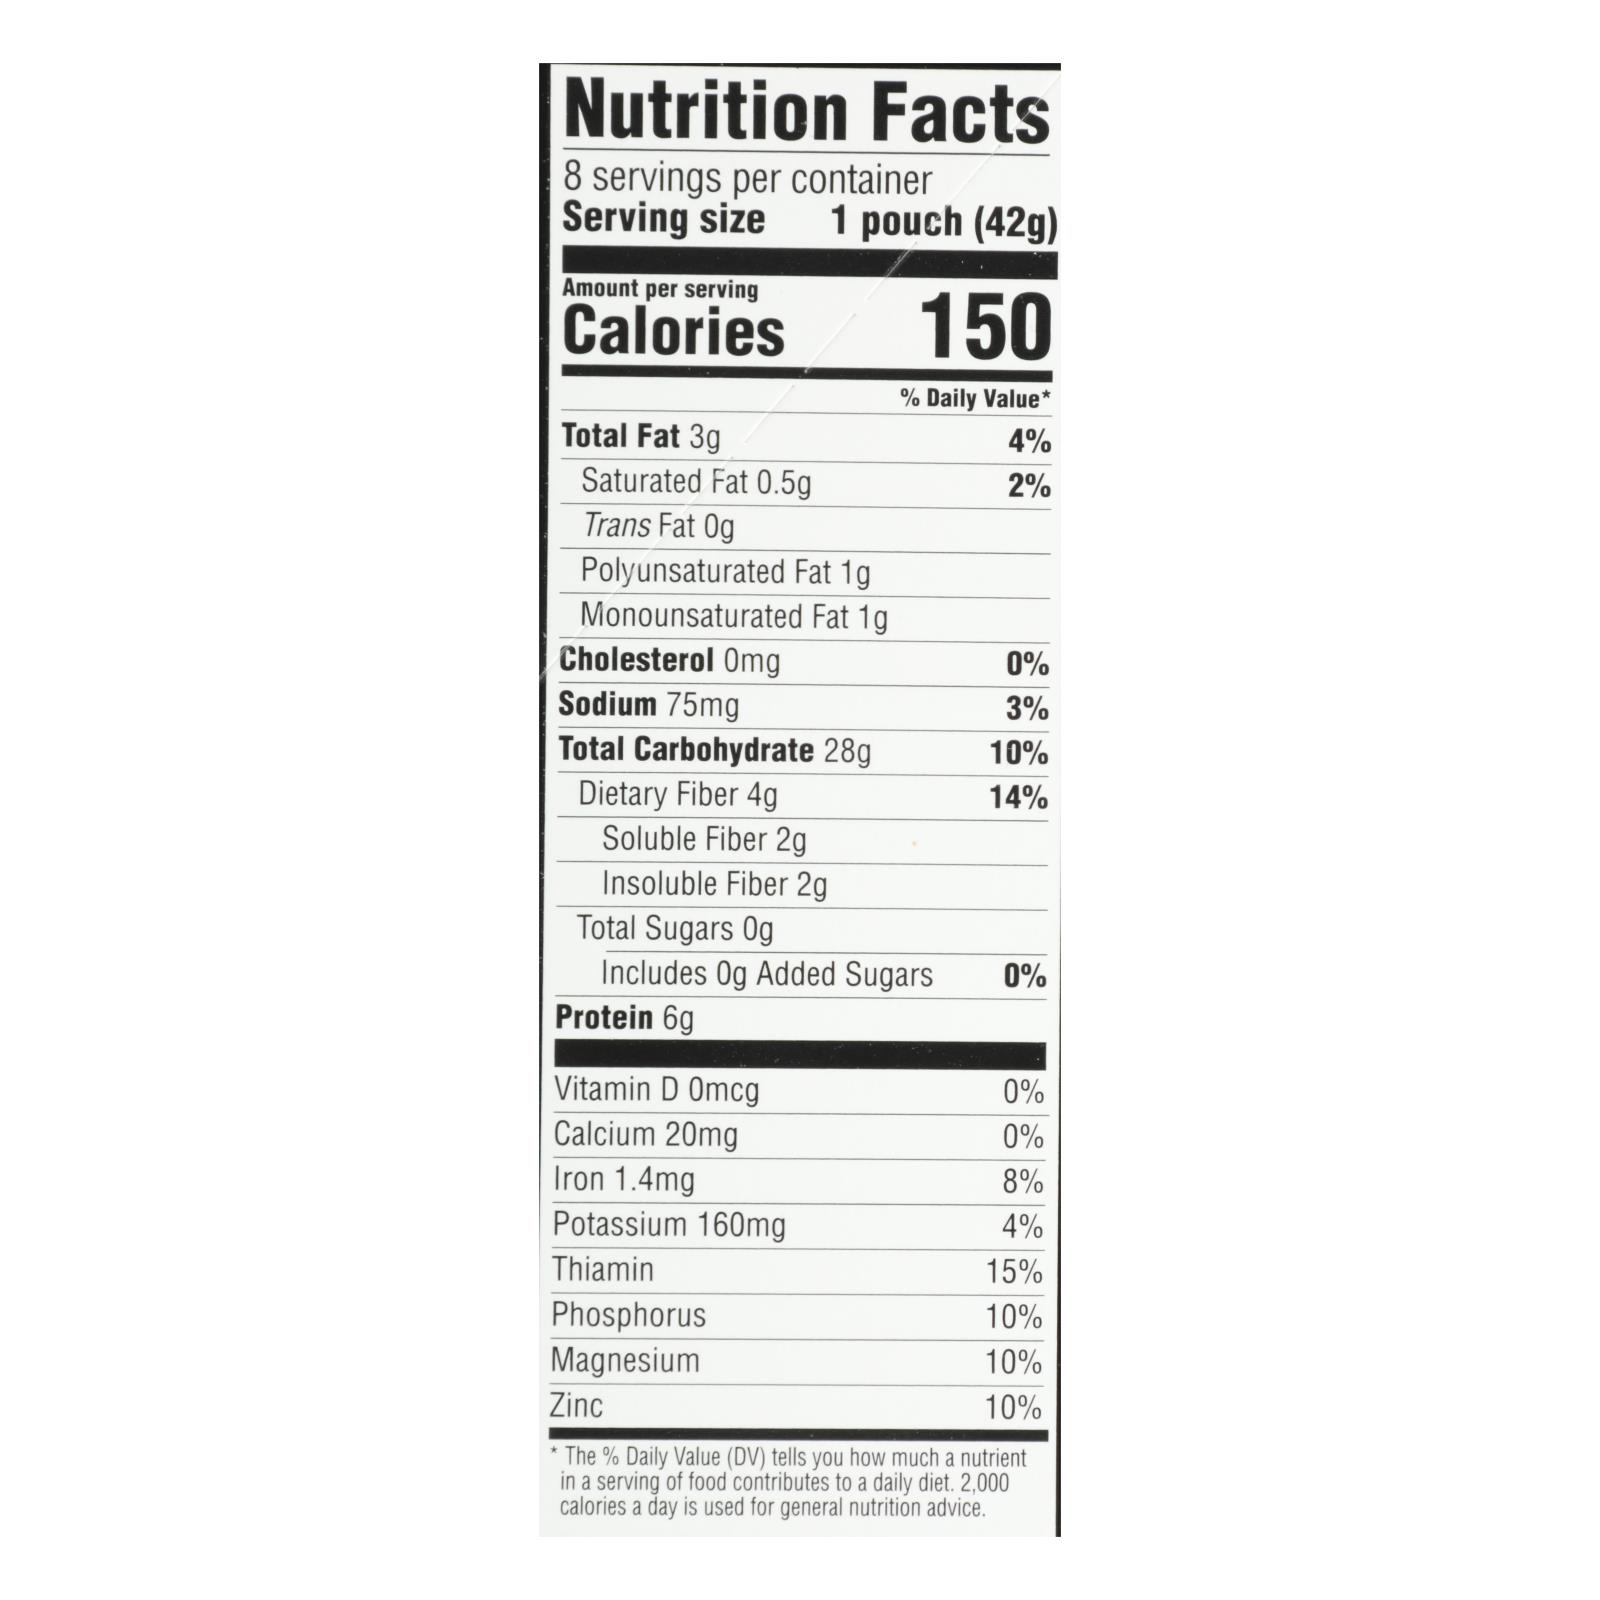 Nutrition Facts
8 servings per container
Serving size 1 pouch (42g)
Amount per serving
Calories 150
% Daily Value*
Total Fat 3g 4%
Saturated Fat 0.5g 2%
Trans Fat 0g
Polyunsaturated Fat 1g
Monounsaturated Fat 1g
Cholesterol 0mg 0%
Sodium 75mg 3%
Total Carbohydrate 28g 10%
Dietary Fiber 4g 14%
Soluble Fiber 2g
Insoluble Fiber 2g
Total Sugars 0g
Includes 0g Added Sugars 0%
Protein 6g
Vitamin D 0mcg 0%
Calcium 20mg 0%
Iron 1.4mg 8%
Potassium 160mg 4%
Thiamin 15%
Phosphorus 10%
Magnesium 10%
Zinc 10%
* The % Daily Value (DV) tells you how much a nutrient
in a serving of food contributes to a daily diet. 2,000
calories a day is used for general nutrition advice.